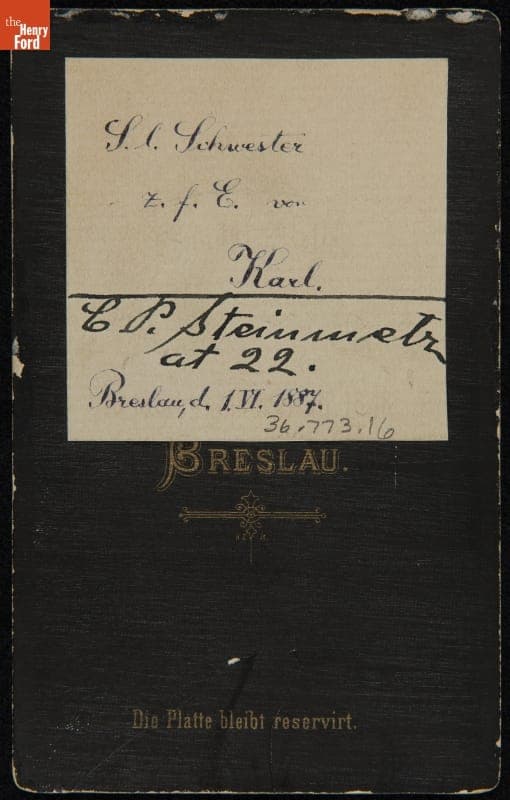 the
Henry
Ford
S. l. Schwester
z. f. E. von
Karl.
C P. Steinmetz
at 22.
Breslau, d. 1. VI. 1887.
36.773.16
BRESLAU.
Die Platte bleibt reservirt.